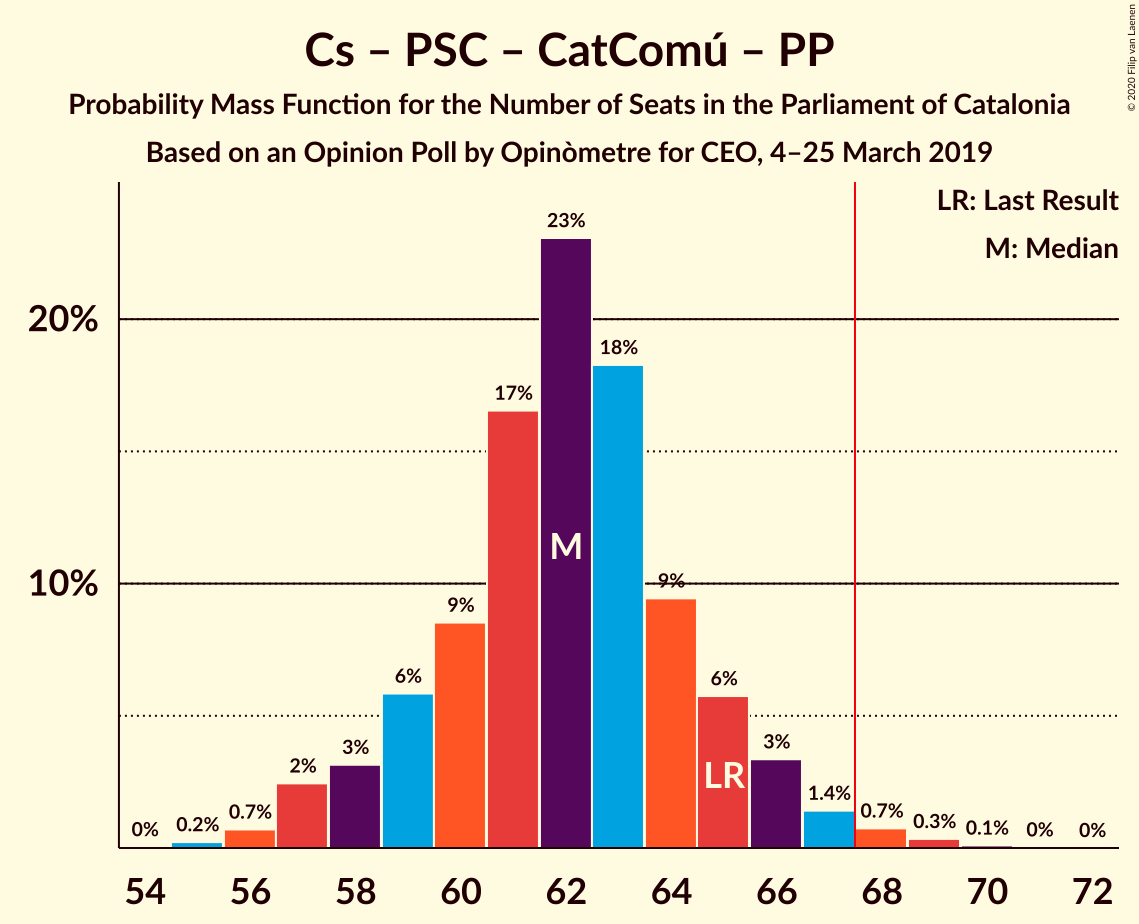 Cs – PSC – CatComú – PP
Probability Mass Function for the Number of Seats in the Parliament of Catalonia
Based on an Opinion Poll by Opinòmetre for CEO, 4–25 March 2019
© 2020 Filip van Laenen
LR: Last Result
M: Median
20%
10%
0%
0.2%
0.7%
2%
3%
6%
9%
17%
23%
18%
9%
6%
3%
1.4%
0.7%
0.3%
0.1%
0%
0%
M
LR
54 56 58 60 62 64 66 68 70 72